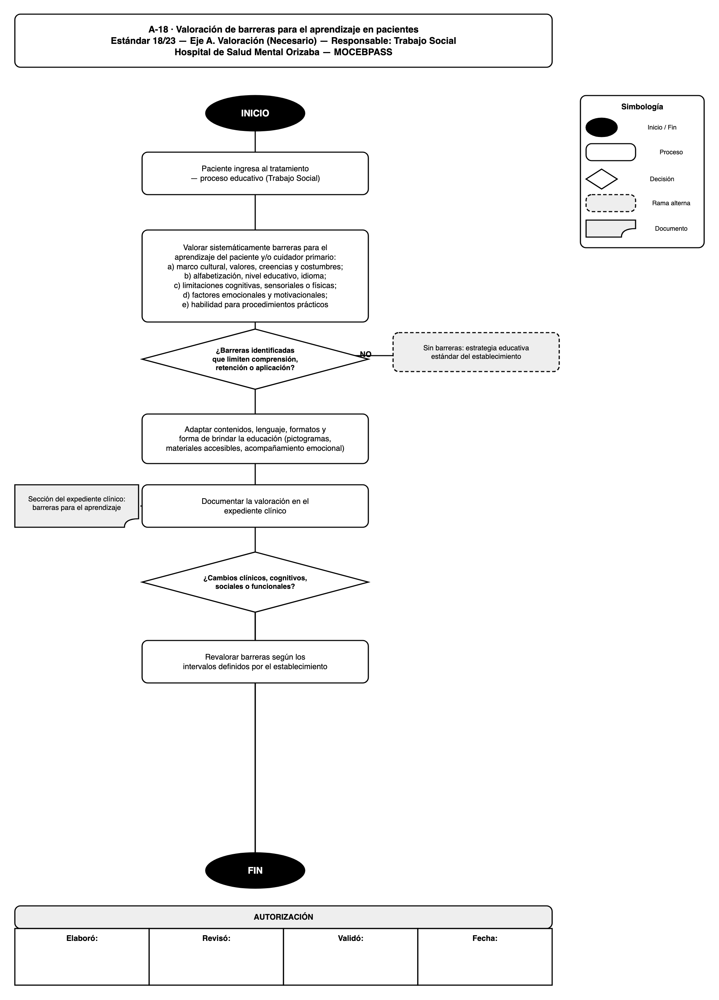 A-18 · Valoración de barreras para el aprendizaje en pacientes
Estándar 18/23 — Eje A. Valoración (Necesario) — Responsable: Trabajo Social
Hospital de Salud Mental Orizaba — MOCEBPASS
INICIO
Simbología
Inicio / Fin
Proceso
Decisión
Rama alterna
Documento
Paciente ingresa al tratamiento
— proceso educativo (Trabajo Social)
Valorar sistemáticamente barreras para el
aprendizaje del paciente y/o cuidador primario:
a) marco cultural, valores, creencias y costumbres;
b) alfabetización, nivel educativo, idioma;
c) limitaciones cognitivas, sensoriales o físicas;
d) factores emocionales y motivacionales;
e) habilidad para procedimientos prácticos
¿Barreras identificadas
que limiten comprensión,
retención o aplicación?
NO
Sin barreras: estrategia educativa
estándar del establecimiento
Adaptar contenidos, lenguaje, formatos y
forma de brindar la educación (pictogramas,
materiales accesibles, acompañamiento emocional)
Sección del expediente clínico:
barreras para el aprendizaje
Documentar la valoración en el
expediente clínico
¿Cambios clínicos, cognitivos,
sociales o funcionales?
Revalorar barreras según los
intervalos definidos por el establecimiento
FIN
AUTORIZACIÓN
Elaboró:
Revisó:
Validó:
Fecha: